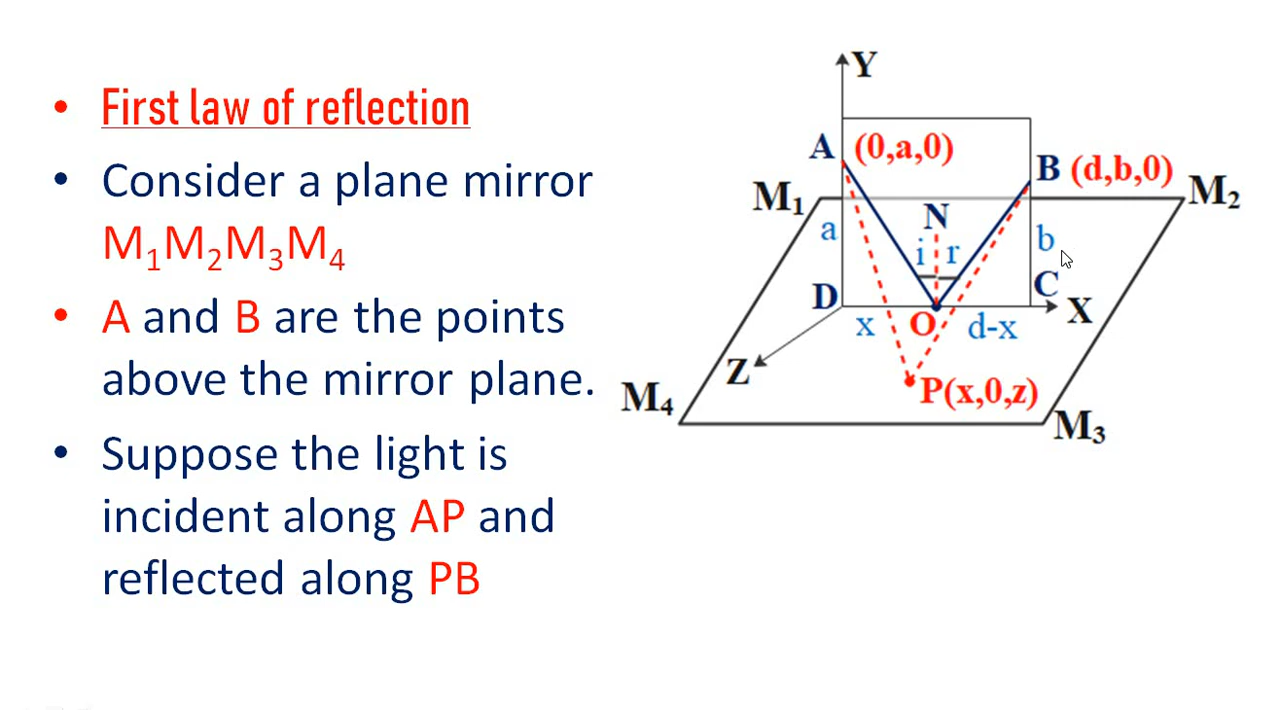 • First law of reflection
• Consider a plane mirror
M₁M₂M₃M₄
• A and B are the points
above the mirror plane.
• Suppose the light is
incident along AP and
reflected along PB
Y
A (0,a,0)
B (d,b,0)
M₁
M₂
N
a
i r
b
D
C
X
x
O
d-x
Z
P(x,0,z)
M₄
M₃